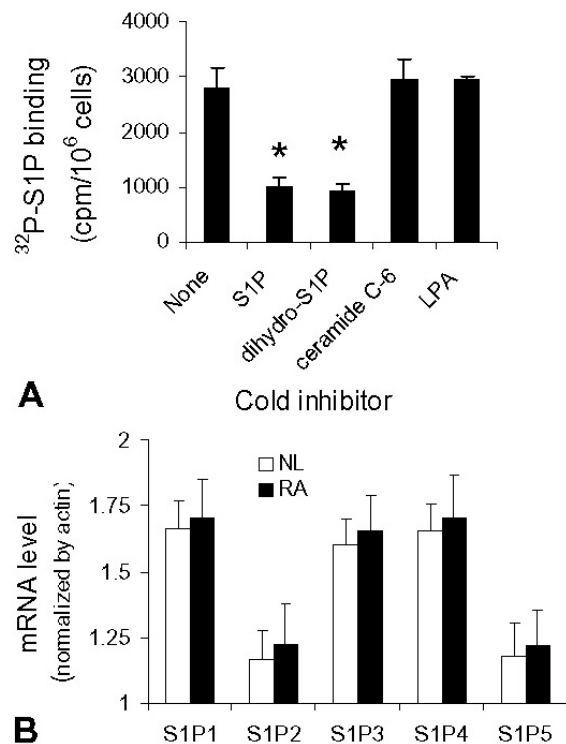 4000
3000
2000
1000
0
³²P-S1P binding
(cpm/10⁶ cells)
*
*
None
S1P
dihydro-S1P
ceramide C-6
LPA
A
Cold inhibitor
2
1.75
1.5
1.25
1
mRNA level
(normalized by actin)
NL
RA
B
S1P1
S1P2
S1P3
S1P4
S1P5